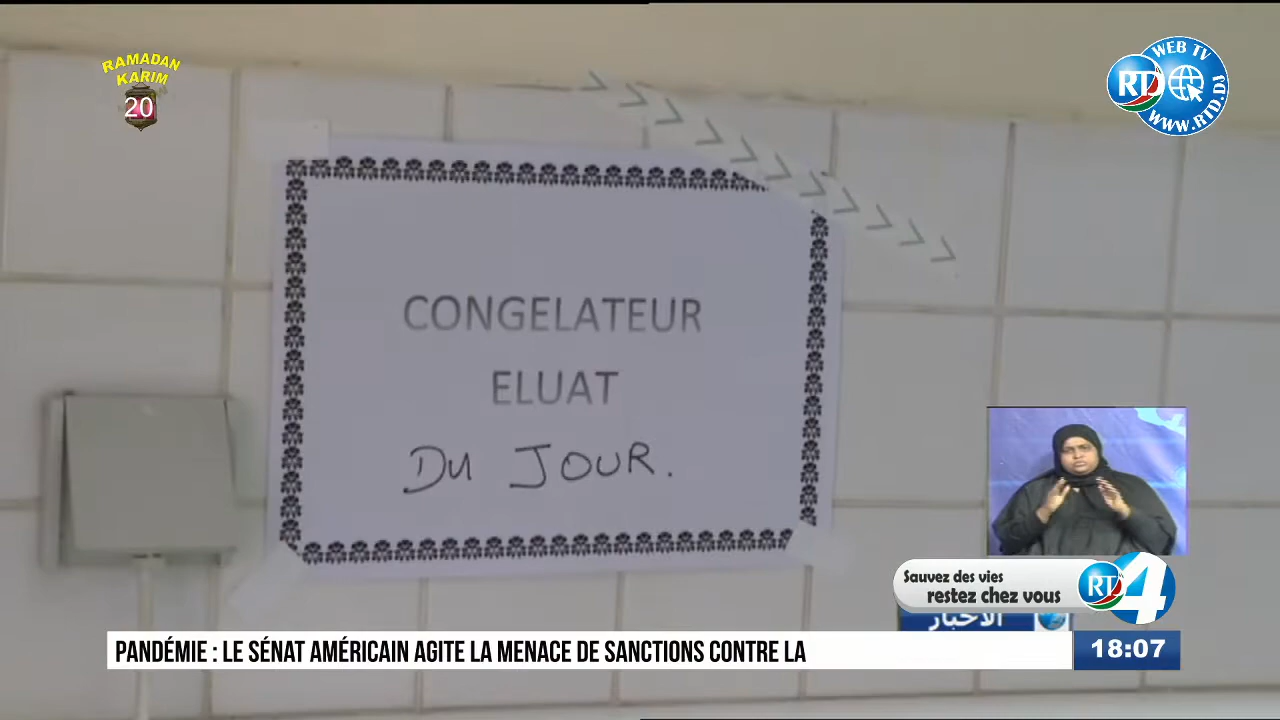 RAMADAN
KARIM
20
WEB TV
RTD
WWW.RTD.DJ
CONGELATEUR
ELUAT
DU JOUR.
Sauvez des vies
restez chez vous
RT
4
الأخبار
PANDÉMIE : LE SÉNAT AMÉRICAIN AGITE LA MENACE DE SANCTIONS CONTRE LA
18:07